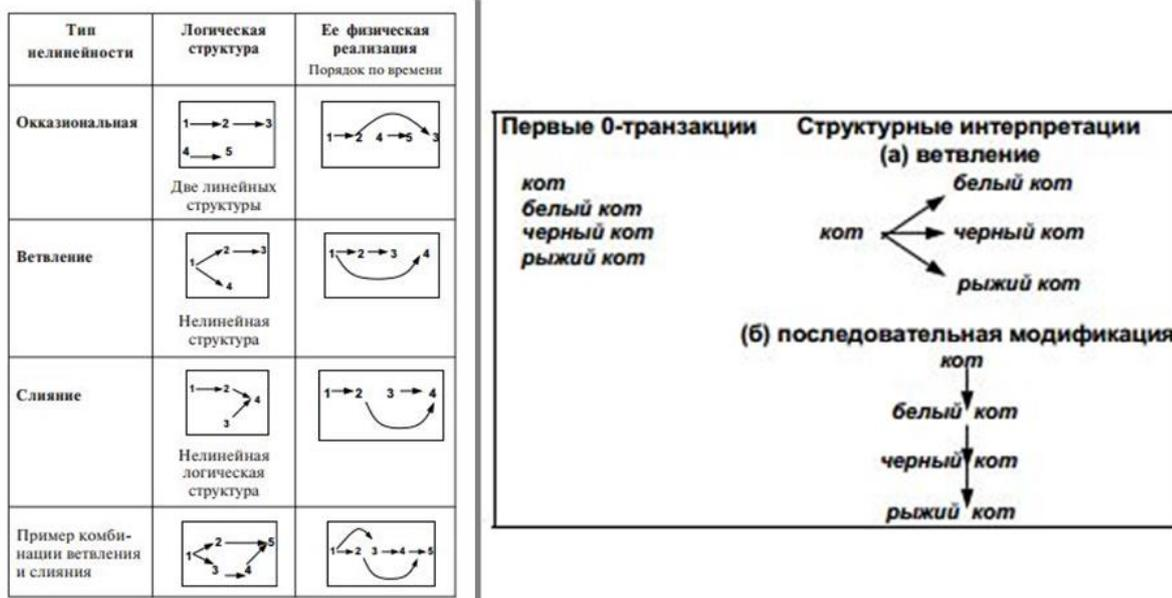 Тип
нелинейности
Логическая
структура
Ее физическая
реализация
Порядок по времени
Окказиональная
1 2 3
4 5
Две линейных
структуры
1 2 4 5 3
Ветвление
2 3
1
4
Нелинейная
структура
1 2 3 4
Слияние
1 2
4
3
Нелинейная
логическая
структура
1 2 3 4
Пример комби-
нации ветвления
и слияния
2 5
1
3 4
1 2 3 4 5
Первые 0-транзакции
кот
белый кот
черный кот
рыжий кот
Структурные интерпретации
(а) ветвление
белый кот
кот
черный кот
рыжий кот
(б) последовательная модификация
кот
белый кот
черный кот
рыжий кот